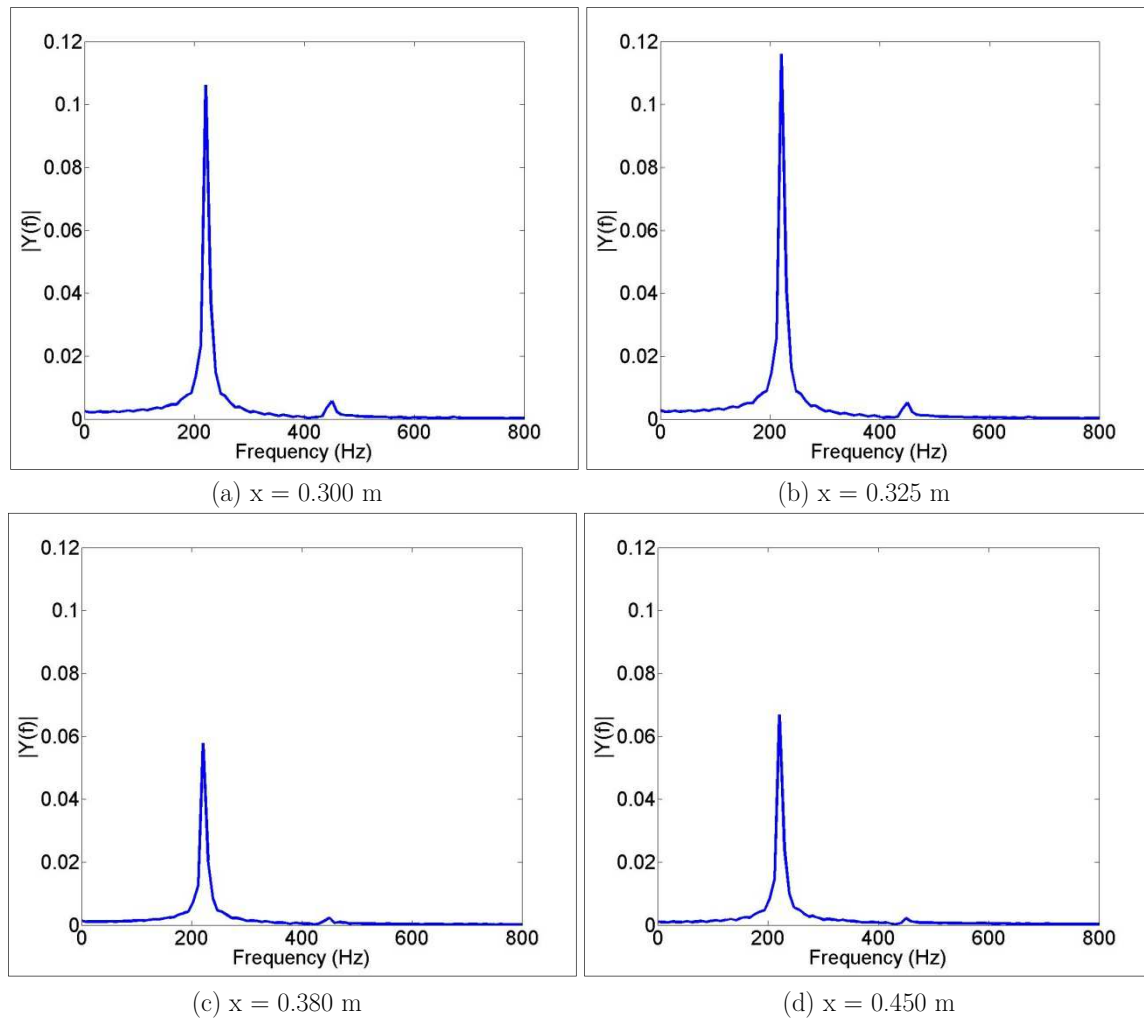 0.12
0.1
0.08
0.06
0.04
0.02
0
|Y(f)|
0 200 400 600 800
Frequency (Hz)
(a) x = 0.300 m
0.12
0.1
0.08
0.06
0.04
0.02
0
|Y(f)|
0 200 400 600 800
Frequency (Hz)
(b) x = 0.325 m
0.12
0.1
0.08
0.06
0.04
0.02
0
|Y(f)|
0 200 400 600 800
Frequency (Hz)
(c) x = 0.380 m
0.12
0.1
0.08
0.06
0.04
0.02
0
|Y(f)|
0 200 400 600 800
Frequency (Hz)
(d) x = 0.450 m